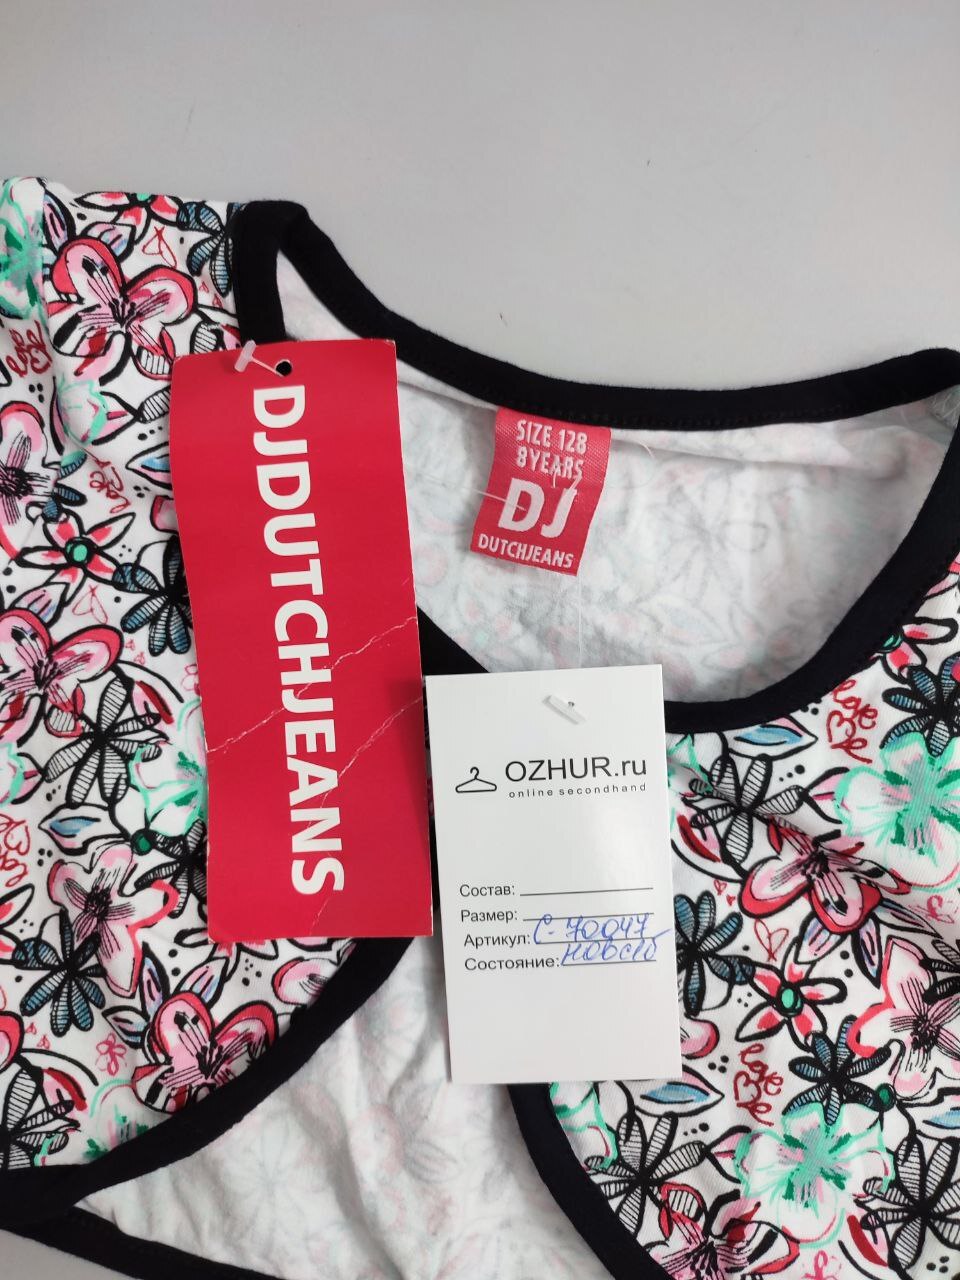 DJDUTCHJEANS
SIZE 128
8YEARS
DJ
DUTCHJEANS
OZHUR.ru
online secondhand
Состав:
Размер:
Артикул: С-70047
Состояние: новое